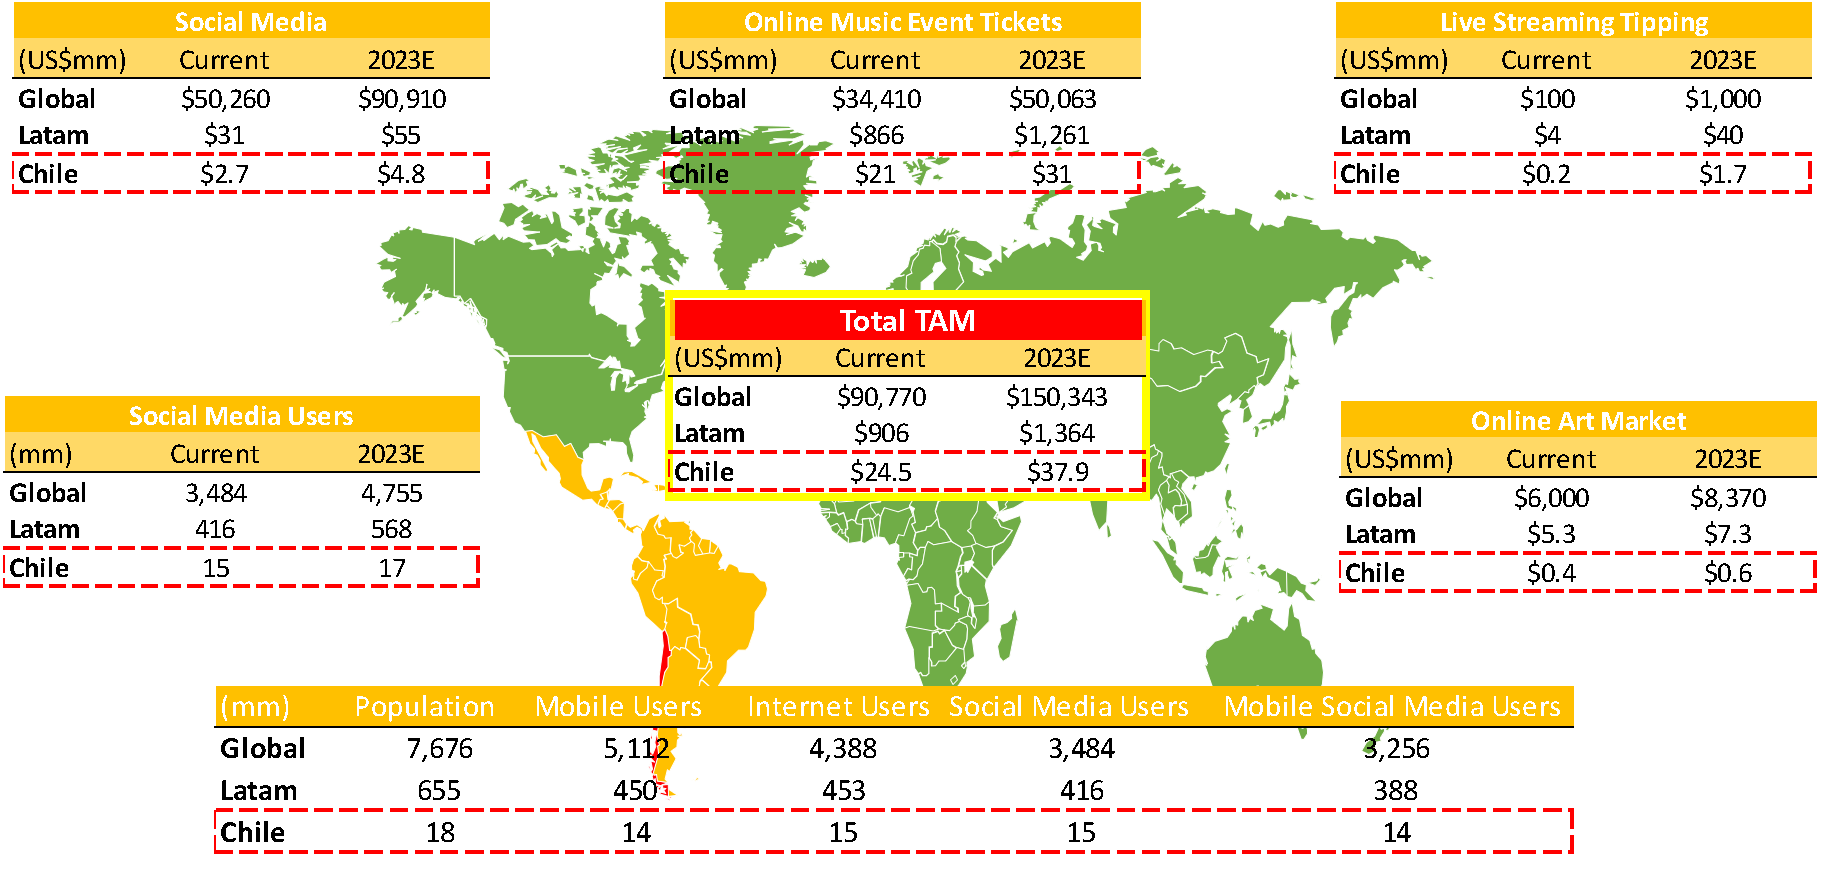 Social Media
(US$mm) Current 2023E
Global $50,260 $90,910
Latam $31 $55
Chile $2.7 $4.8
Online Music Event Tickets
(US$mm) Current 2023E
Global $34,410 $50,063
Latam $866 $1,261
Chile $21 $31
Live Streaming Tipping
(US$mm) Current 2023E
Global $100 $1,000
Latam $4 $40
Chile $0.2 $1.7
Total TAM
(US$mm) Current 2023E
Global $90,770 $150,343
Latam $906 $1,364
Chile $24.5 $37.9
Social Media Users
(mm) Current 2023E
Global 3,484 4,755
Latam 416 568
Chile 15 17
Online Art Market
(US$mm) Current 2023E
Global $6,000 $8,370
Latam $5.3 $7.3
Chile $0.4 $0.6
(mm) Population Mobile Users Internet Users Social Media Users Mobile Social Media Users
Global 7,676 5,112 4,388 3,484 3,256
Latam 655 450 453 416 388
Chile 18 14 15 15 14